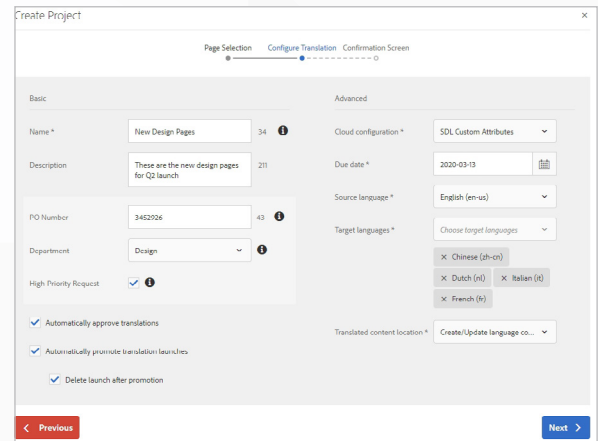 Create Project ×
Page Selection Configure Translation Confirmation Screen
Basic
Name * New Design Pages 34
Description These are the new design pages 211
for Q2 launch
PO Number 3452926 43
Department Design
High Priority Request
Automatically approve translations
Automatically promote translation launches
Delete launch after promotion
Advanced
Cloud configuration * SDL Custom Attributes
Due date * 2020-03-13
Source language * English (en-us)
Target languages * Choose target languages
× Chinese (zh-cn)
× Dutch (nl) × Italian (it)
× French (fr)
Translated content location * Create/Update language co...
Previous Next